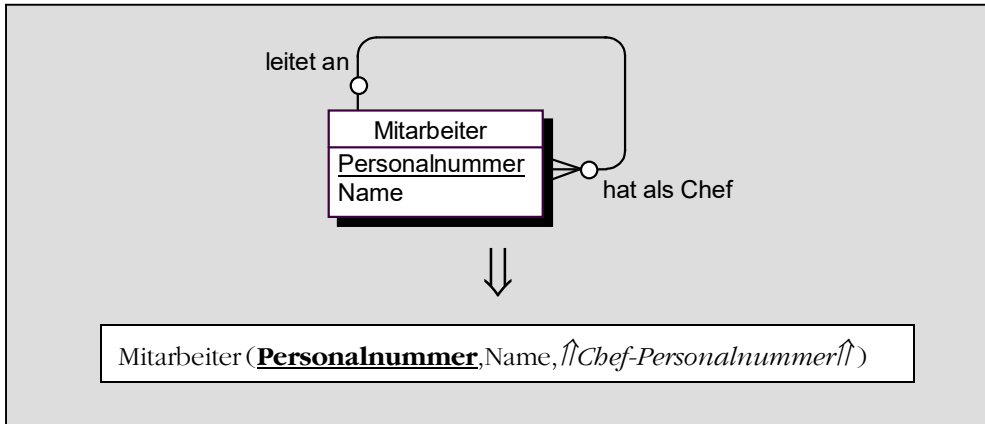 leitet an
Mitarbeiter
Personalnummer
Name
hat als Chef
⇓
Mitarbeiter (Personalnummer,Name,⇑Chef-Personalnummer⇑)